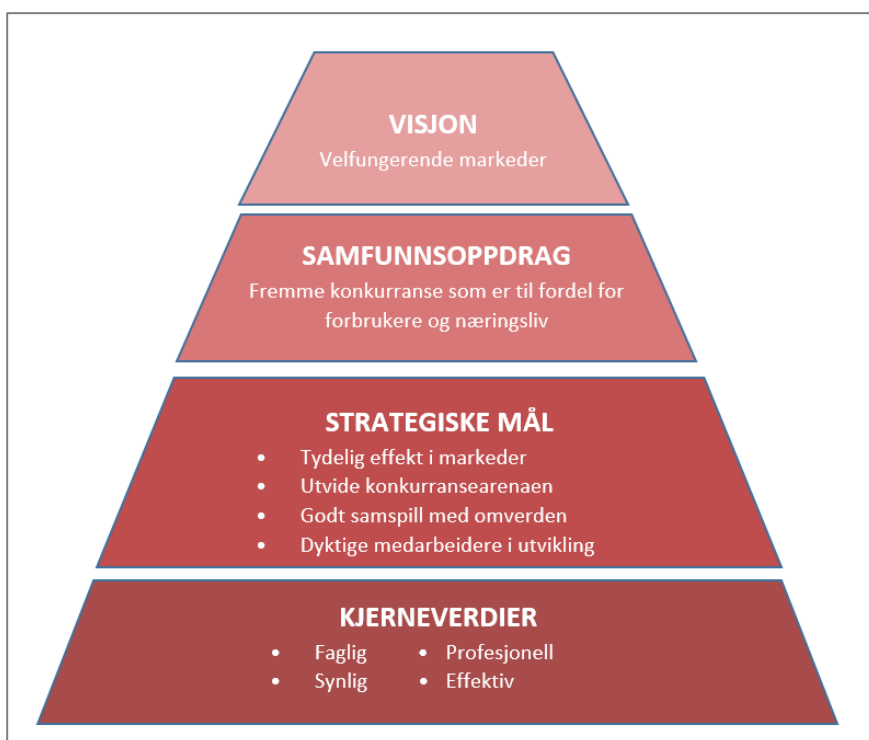 VISJON
Velfungerende markeder
SAMFUNNSOPPDRAG
Fremme konkurranse som er til fordel for
forbrukere og næringsliv
STRATEGISKE MÅL
• Tydelig effekt i markeder
• Utvide konkurransearenaen
• Godt samspill med omverden
• Dyktige medarbeidere i utvikling
KJERNEVERDIER
• Faglig • Profesjonell
• Synlig • Effektiv